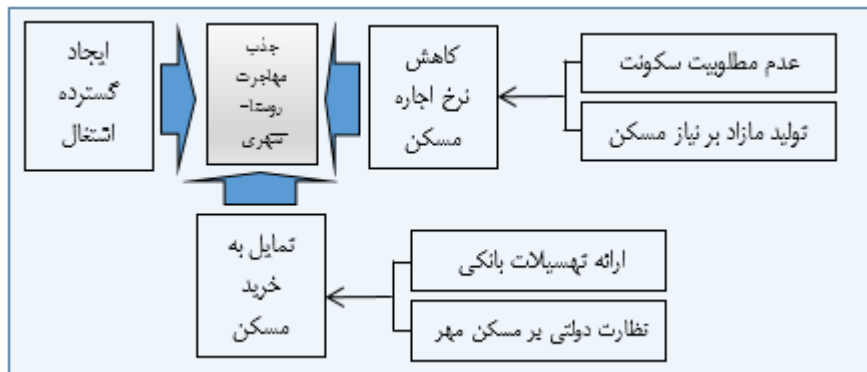 ایجاد
گسترده
اشتغال
جذب
مهاجرت
روستا-
شهری
کاهش
نرخ اجاره
مسکن
عدم مطلوبیت سکونت
تولید مازاد بر نیاز مسکن
تمایل به
خرید
مسکن
ارائه تهسیلات بانکی
نظارت دولتی بر مسکن مهر